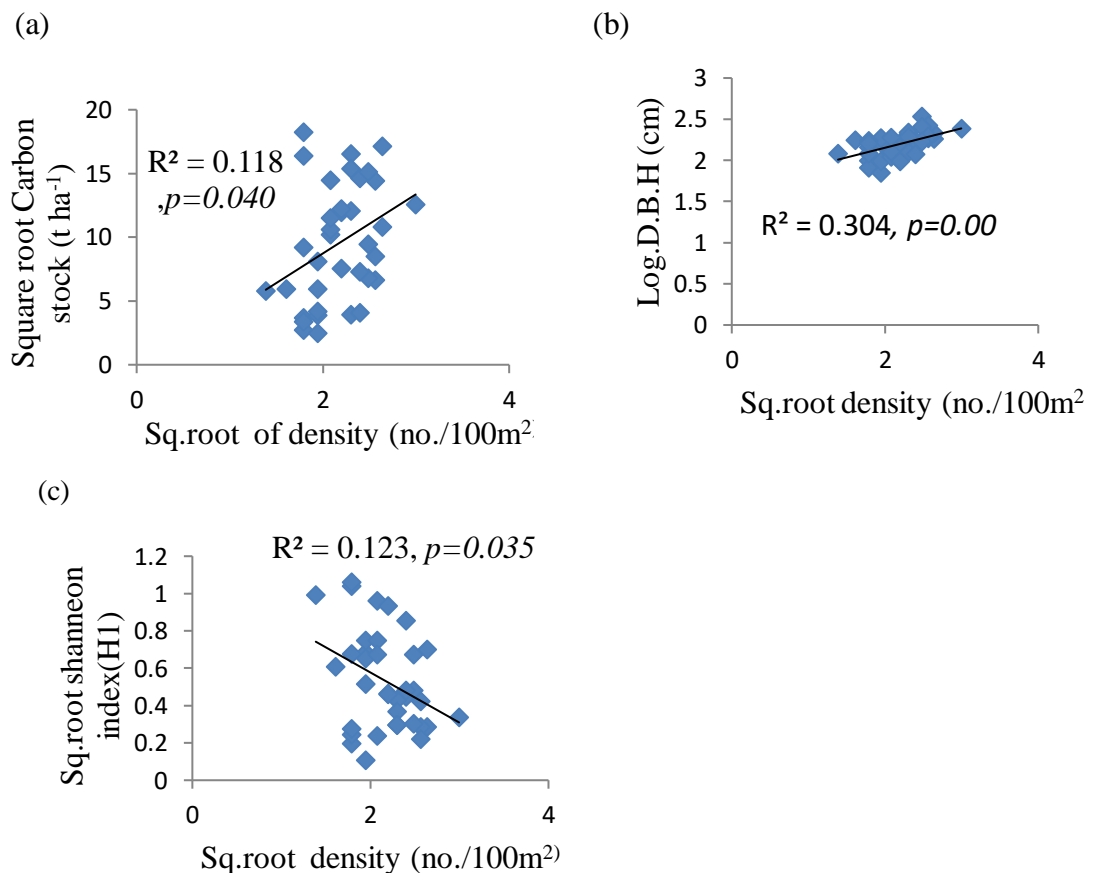 (a)
Square root Carbon
stock (t ha-1)
20
15
10
5
0
R² = 0.118
,p=0.040
0
2
4
Sq.root of density (no./100m2)
(b)
Log.D.B.H (cm)
3
2.5
2
1.5
1
0.5
0
R² = 0.304, p=0.00
0
2
4
Sq.root density (no./100m2
(c)
Sq.root shanneon
index(H1)
R² = 0.123, p=0.035
1.2
1
0.8
0.6
0.4
0.2
0
0
2
4
Sq.root density (no./100m2)